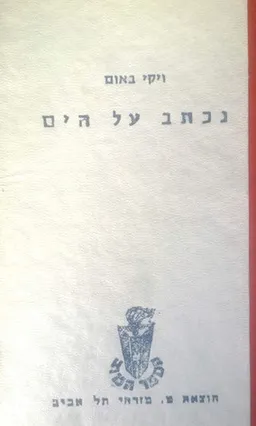 ויקי באום
נכתב על הים
הוצאת מ. מזרחי תל אביב